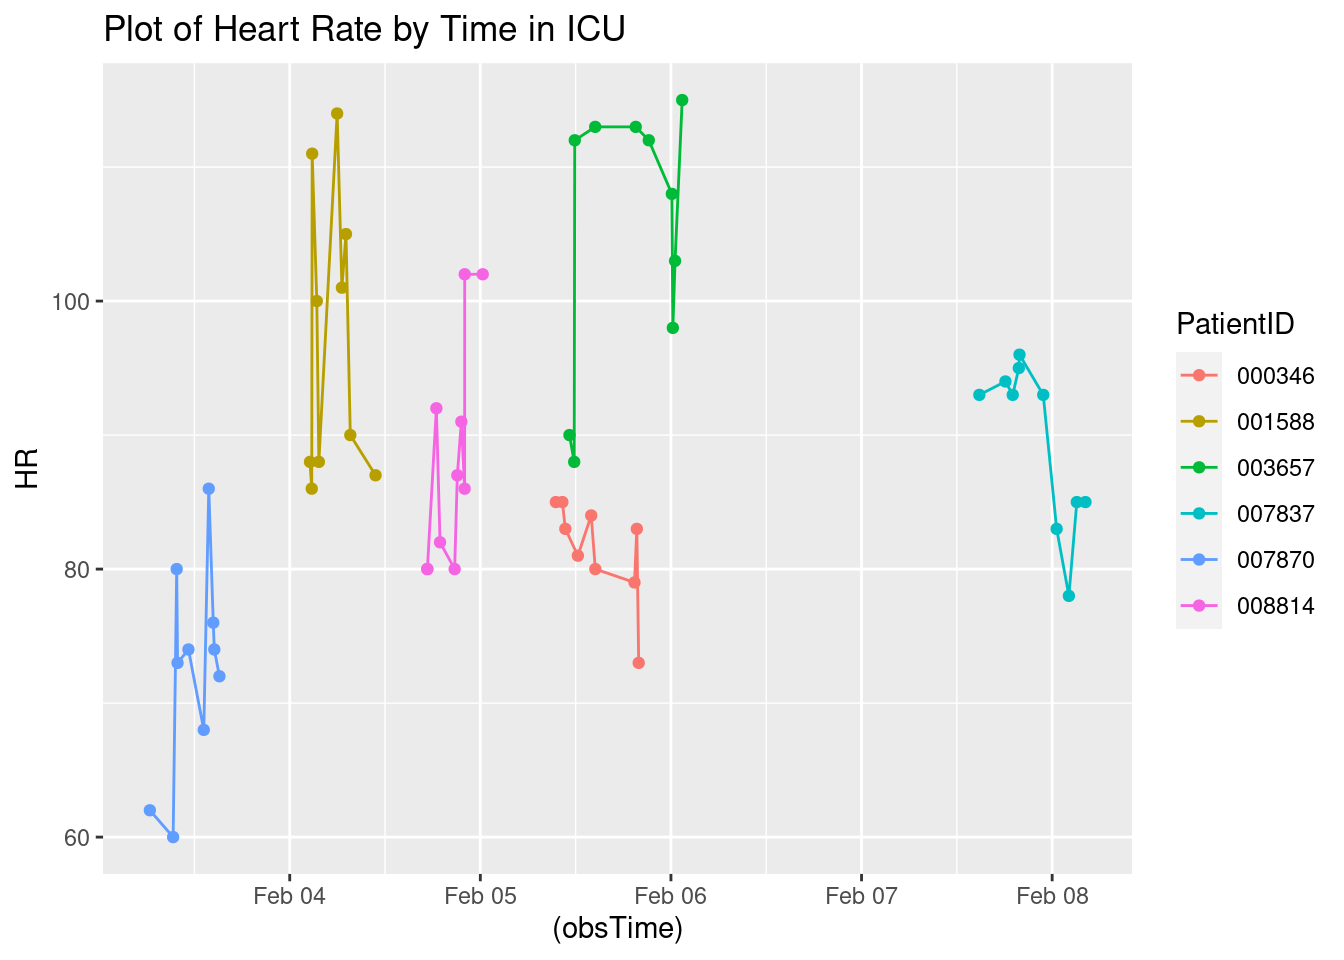 Plot of Heart Rate by Time in ICU
HR
100
80
60
Feb 04
Feb 05
Feb 06
Feb 07
Feb 08
(obsTime)
PatientID
000346
001588
003657
007837
007870
008814